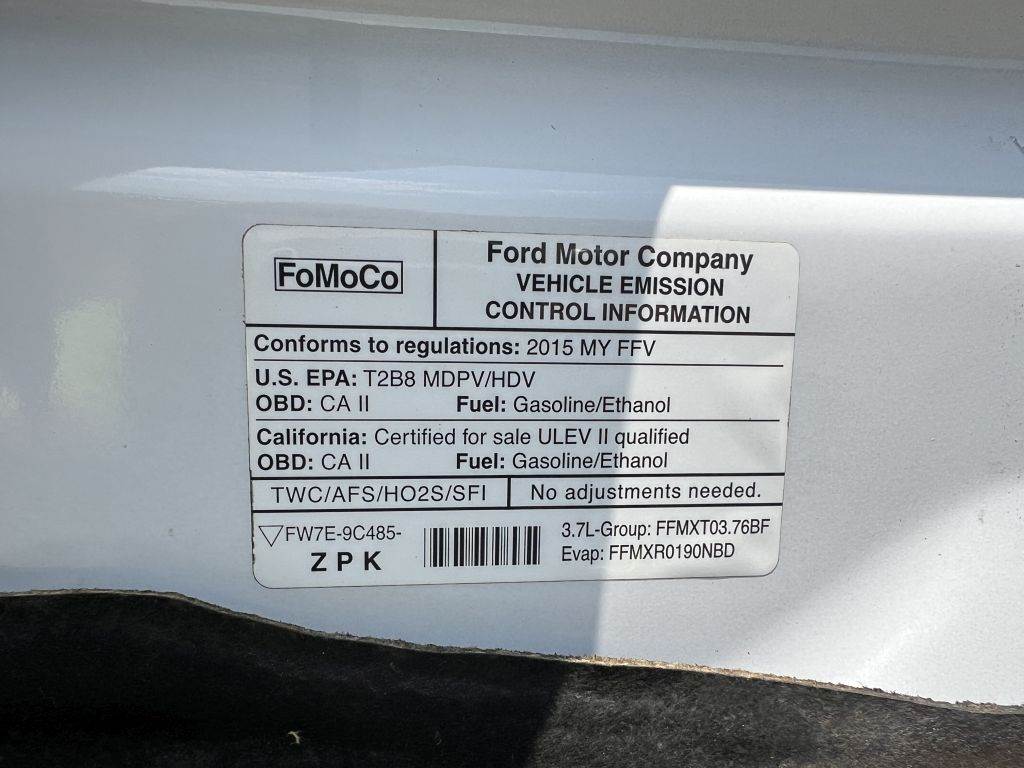 FoMoCo
Ford Motor Company
VEHICLE EMISSION
CONTROL INFORMATION
Conforms to regulations: 2015 MY FFV
U.S. EPA: T2B8 MDPV/HDV
OBD: CA II Fuel: Gasoline/Ethanol
California: Certified for sale ULEV II qualified
OBD: CA II Fuel: Gasoline/Ethanol
TWC/AFS/HO2S/SFI No adjustments needed.
FW7E-9C485-
ZPK
3.7L-Group: FFMXT03.76BF
Evap: FFMXR0190NBD